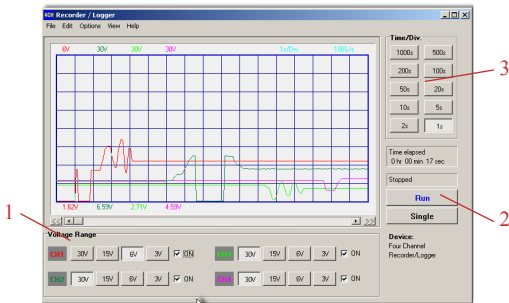 4CH Recorder / Logger
File Edit Options View Help
6V 30V 30V 30V 1s/Div 100S/s
1.62V 6.59V 2.71V 4.59V
Time/Div.
1000s 500s
200s 100s
50s 20s
10s 5s
2s 1s
Time elapsed
0 hr 00 min 17 sec
Stopped
Run
Single
Device:
Four Channel
Recorder/Logger
Voltage Range
CH1 30V 15V 6V 3V ON
CH3 30V 15V 6V 3V ON
CH2 30V 15V 6V 3V ON
CH4 30V 15V 6V 3V ON
1
2
3